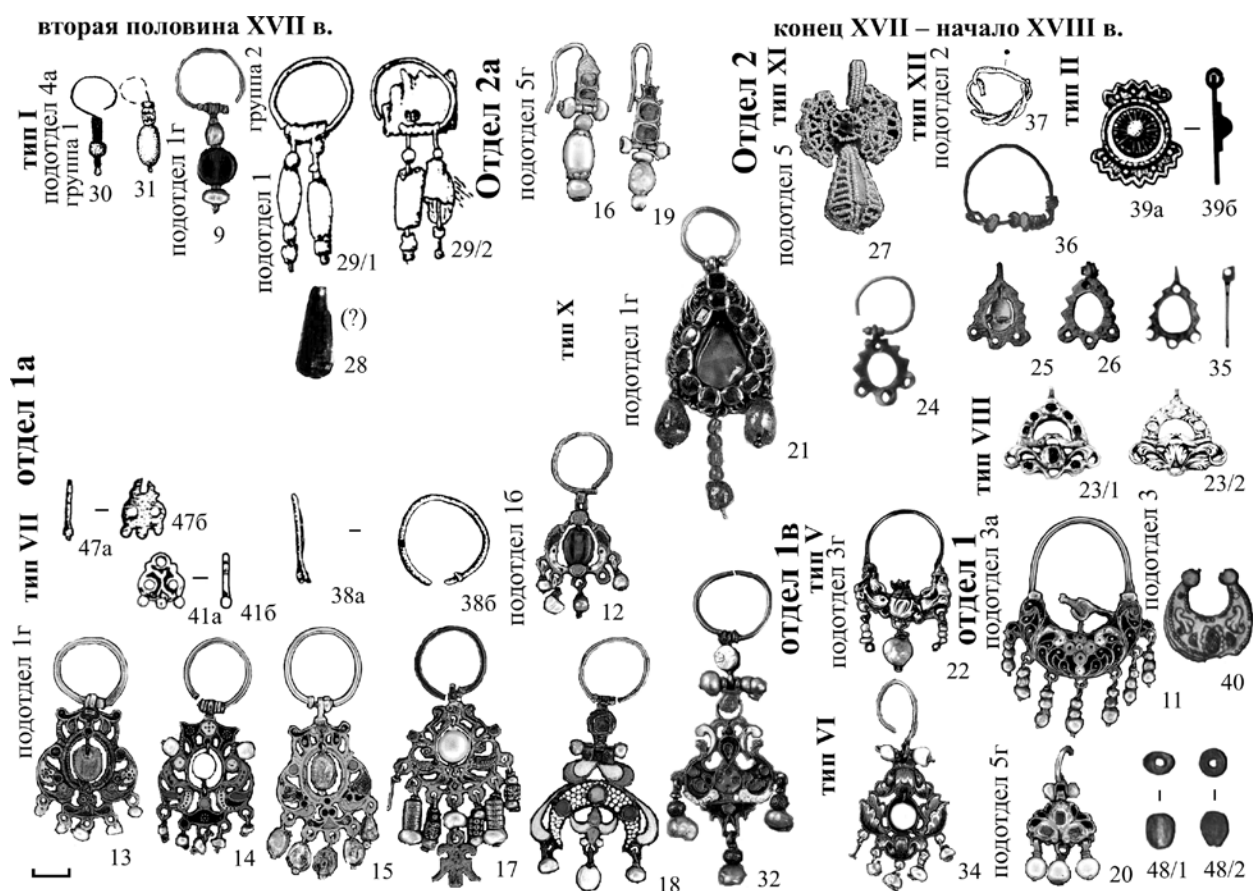 вторая половина XVII в.
конец XVII – начало XVIII в.
тип I
подотдел 4а
группа 1
30
31
подотдел 1г
9
группа 2
подотдел 1
29/1
29/2
(?)
28
Отдел 2а
подотдел 5г
16
19
Отдел 2
тип XI
подотдел 5
27
тип XII
подотдел 2
37
36
тип II
39а
–
39б
тип X
подотдел 1г
21
24
25
26
35
тип VIII
23/1
23/2
отдел 1а
тип VII
47а
–
47б
41а
–
41б
38а
–
38б
подотдел 1б
12
отдел 1в
тип V
подотдел 3г
22
отдел 1
подотдел 3а
11
подотдел 3
40
подотдел 1г
13
14
15
17
18
32
тип VI
34
подотдел 5г
20
48/1
48/2